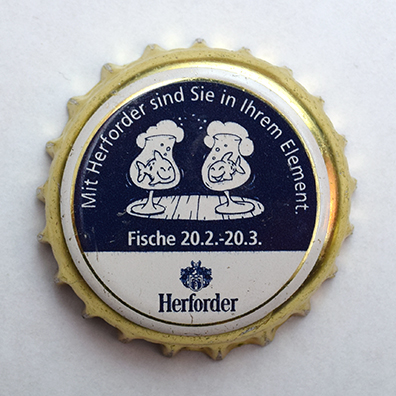 Mit Herforder sind Sie in Ihrem Element.
Fische 20.2.-20.3.
Herforder